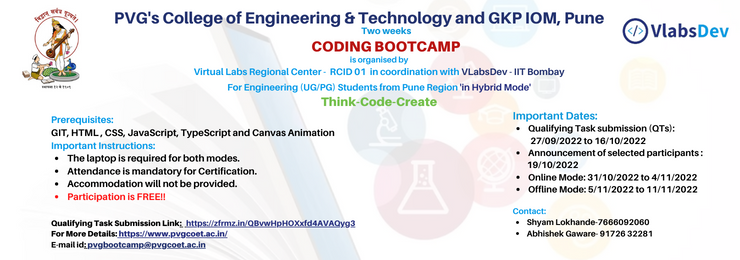 PVG's College of Engineering & Technology and GKP IOM, Pune
VlabsDev
Two weeks
CODING BOOTCAMP
is organised by
Virtual Labs Regional Center - RCID 01 in coordination with VLabsDev - IIT Bombay
For Engineering (UG/PG) Students from Pune Region 'in Hybrid Mode'
Think-Code-Create
Prerequisites:
GIT, HTML , CSS, JavaScript, TypeScript and Canvas Animation
Important Instructions:
• The laptop is required for both modes.
• Attendance is mandatory for Certification.
• Accommodation will not be provided.
• Participation is FREE!!
Qualifying Task Submission Link: https://zfrmz.in/QBvwHpHOXxfd4AVAQyg3
For More Details: https://www.pvgcoet.ac.in/
E-mail id: pvgbootcamp@pvgcoet.ac.in
Important Dates:
• Qualifying Task submission (QTs):
27/09/2022 to 16/10/2022
• Announcement of selected participants :
19/10/2022
• Online Mode: 31/10/2022 to 4/11/2022
• Offline Mode: 5/11/2022 to 11/11/2022
Contact:
• Shyam Lokhande-7666092060
• Abhishek Gaware- 91726 32281